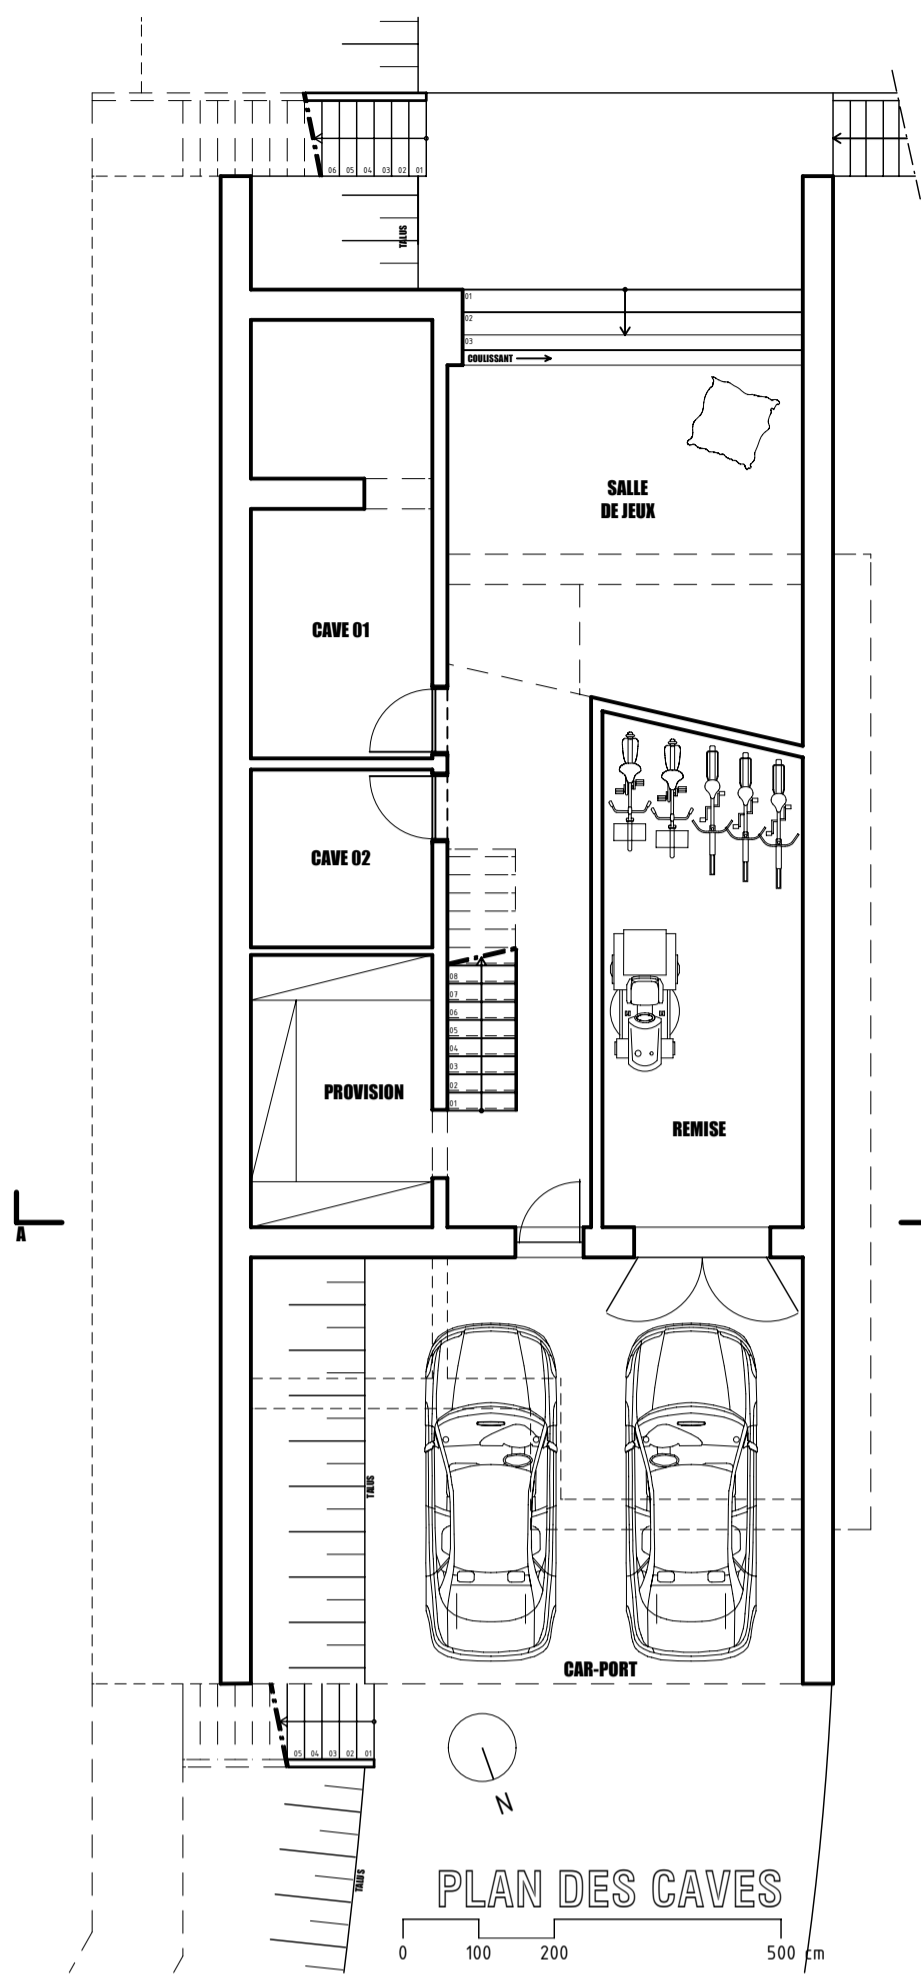 06 05 04 03 02 01
TALUS
01
02
03
COULISSANT
SALLE
DE JEUX
CAVE 01
CAVE 02
08
07
06
05
04
03
02
01
PROVISION
REMISE
A
TALUS
CAR-PORT
05 04 03 02 01
N
TALUS
PLAN DES CAVES
0 100 200 500 cm